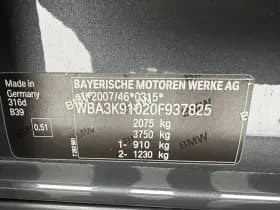 Made in
Germany
316d
B39
0.51
BAYERISCHE MOTOREN WERKE AG
e1*2007/46*0315*
WBA3K91020F937825
2075 kg
3750 kg
1- 910 kg
2- 1230 kg
BMW
BMW